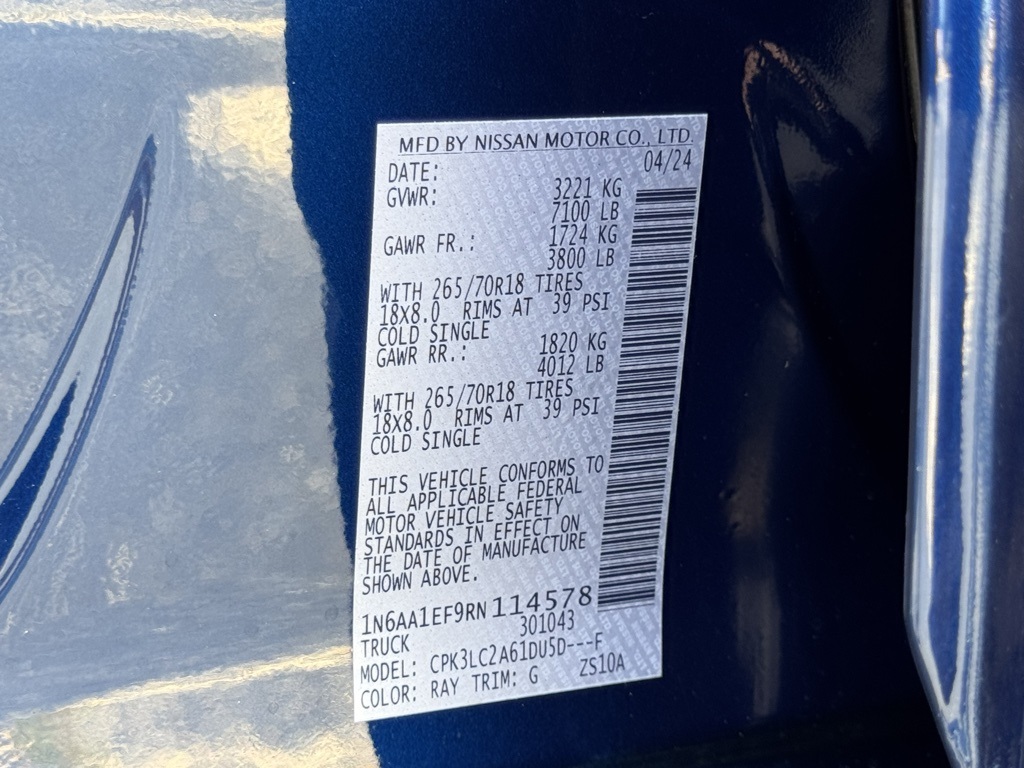 MFD BY NISSAN MOTOR CO., LTD.
DATE: 04/24
GVWR: 3221 KG
7100 LB
GAWR FR.: 1724 KG
3800 LB
WITH 265/70R18 TIRES
18X8.0 RIMS AT 39 PSI
COLD SINGLE
GAWR RR.: 1820 KG
4012 LB
WITH 265/70R18 TIRES
18X8.0 RIMS AT 39 PSI
COLD SINGLE
THIS VEHICLE CONFORMS TO
ALL APPLICABLE FEDERAL
MOTOR VEHICLE SAFETY
STANDARDS IN EFFECT ON
THE DATE OF MANUFACTURE
SHOWN ABOVE.
1N6AA1EF9RN114578
TRUCK 301043
MODEL: CPK3LC2A61DU5D---F
COLOR: RAY TRIM: G ZS10A